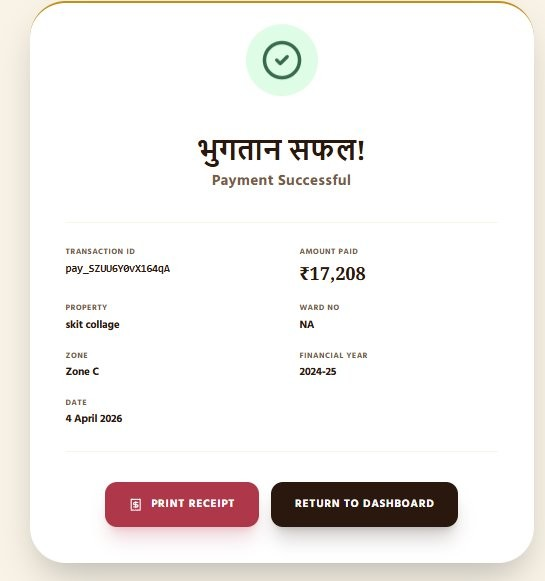 भुगतान सफल!
Payment Successful
TRANSACTION ID
pay_SZUU6Y0vX164qA
AMOUNT PAID
₹17,208
PROPERTY
skit collage
WARD NO
NA
ZONE
Zone C
FINANCIAL YEAR
2024-25
DATE
4 April 2026
PRINT RECEIPT
RETURN TO DASHBOARD